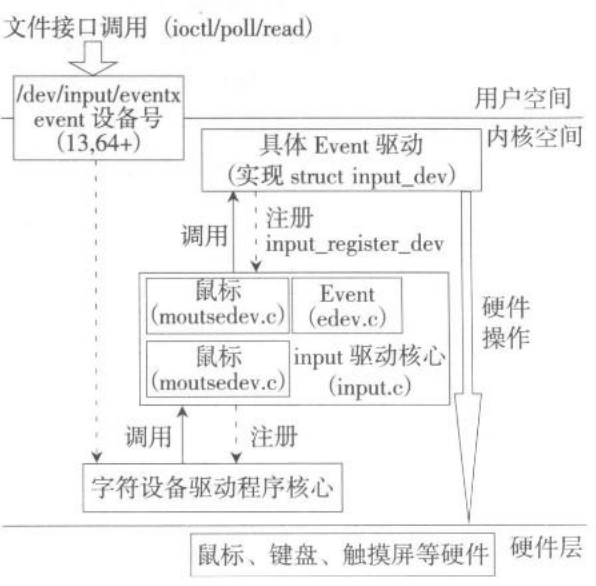 文件接口调用（ioctl/poll/read）
/dev/input/eventx
event 设备号
(13,64+)
用户空间
内核空间
具体 Event 驱动
(实现 struct input_dev)
调用
注册
input_register_dev
鼠标
(moutsedev.c)
Event
(edev.c)
鼠标
(moutsedev.c)
input 驱动核心
(input.c)
硬件
操作
调用
注册
字符设备驱动程序核心
鼠标、键盘、触摸屏等硬件
硬件层